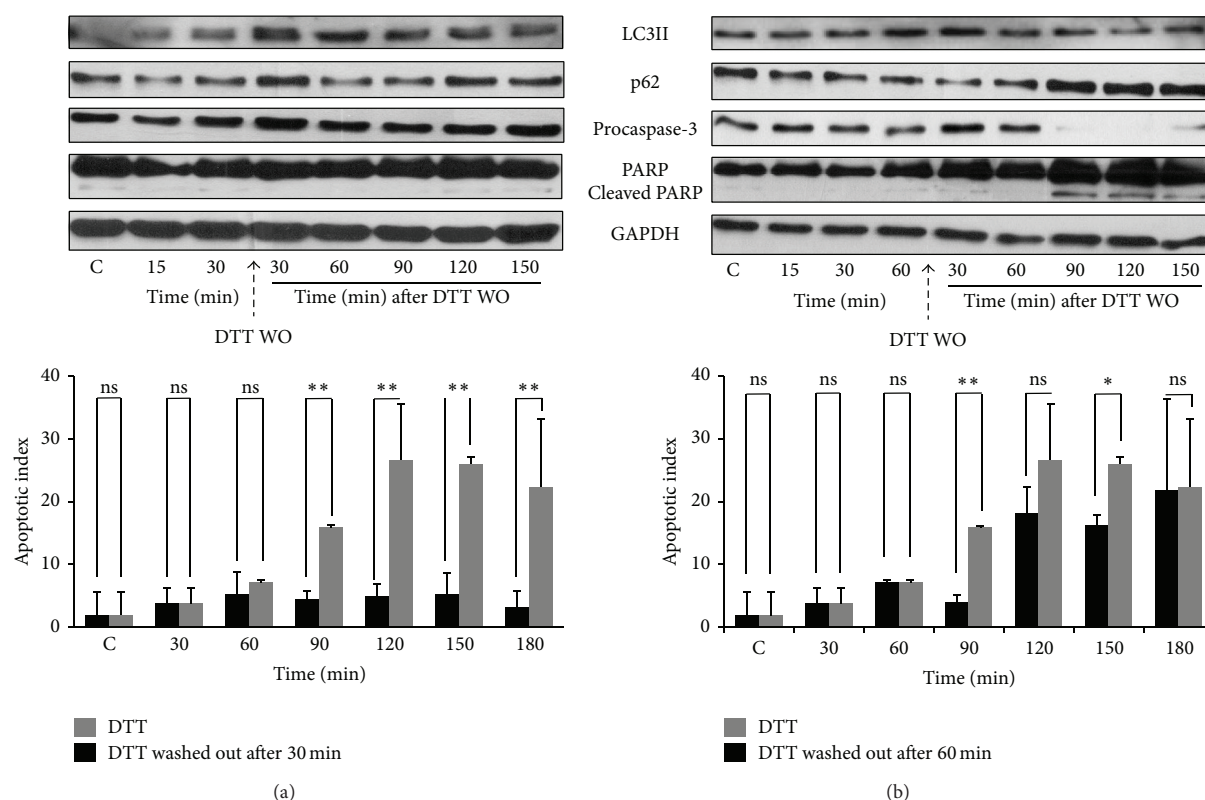 LC3II
p62
Procaspase-3
PARP
Cleaved PARP
GAPDH
C 15 30 30 60 90 120 150
Time (min) Time (min) after DTT WO
DTT WO
C 15 30 60 30 60 90 120 150
Time (min) Time (min) after DTT WO
DTT WO
40
30
20
10
0
Apoptotic index
ns ns ns ** ** ** **
C 30 60 90 120 150 180
Time (min)
DTT
DTT washed out after 30 min
(a)
40
30
20
10
0
Apoptotic index
ns ns ns ** ns * ns
C 30 60 90 120 150 180
Time (min)
DTT
DTT washed out after 60 min
(b)